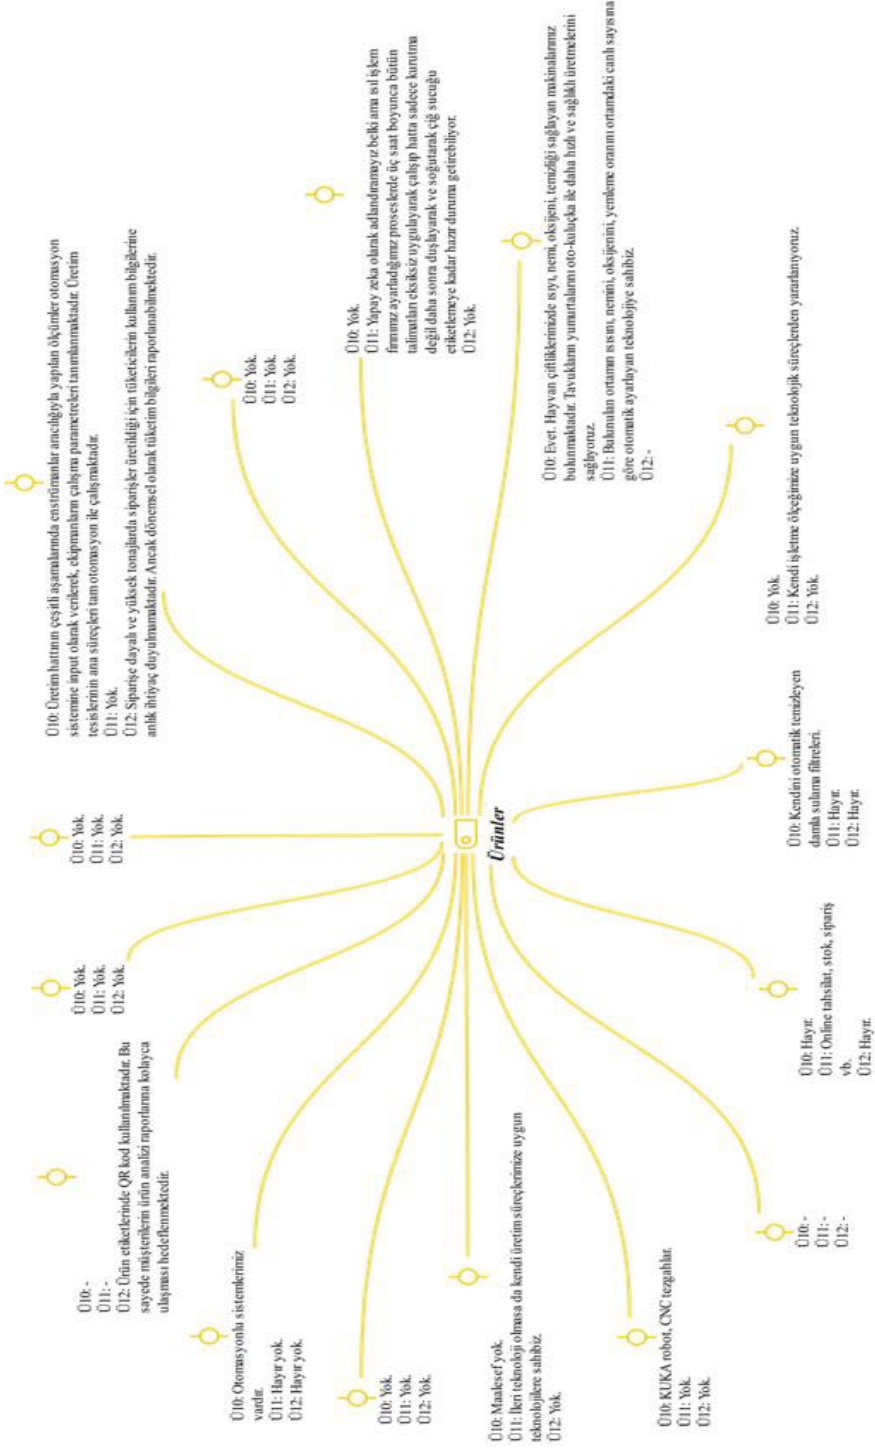 Ü10: -
Ü11: -
Ü12: Ürün etiketlerinde QR kod kullanılmaktadır. Bu
sayede müşterilerin ürün analizi raporlarına kolayca
ulaşması hedeflenmektedir.
Ü10: Yok.
Ü11: Yok.
Ü12: Yok.
Ü10: Yok.
Ü11: Yok.
Ü12: Yok.
Ü10: Üretim hattının çeşitli aşamalarında enstrümanlar aracılığıyla yapılan ölçümler otomasyon
sistemine input olarak verilerek, ekipmanların çalışma parametreleri tanımlanmaktadır. Üretim
tesislerinin ana süreçleri tam otomasyon ile çalışmaktadır.
Ü11: Yok.
Ü12: Siparişe dayalı ve yüksek tonajlarda siparişler üretildiği için tüketicilerin kullanım bilgilerine
anlık ihtiyaç duyulmamaktadır. Ancak dönemsel olarak tüketim bilgileri raporlanabilmektedir.
Ü10: Otomasyonlu sistemlerimiz
vardır.
Ü11: Hayır yok.
Ü12: Hayır yok.
Ü10: Yok.
Ü11: Yok.
Ü12: Yok.
Ü10: Yok.
Ü11: Yok.
Ü12: Yok.
Ü10: Yok.
Ü11: Yapay zeka olarak adlandıramayız belki ama ısıl işlem
fırınımız ayarladığımız proseslerde üç saat boyunca bütün
talimatları eksiksiz uygulayarak çalışıp hatta sadece kurutma
değil daha sonra duşlayarak ve soğutarak çiğ sucuğu
etiketlemeye kadar hazır duruma getirebiliyor.
Ü12: Yok.
Ürünler
Ü10: Maalesef yok.
Ü11: İleri teknoloji olmasa da kendi üretim süreçlerimize uygun
teknolojilere sahibiz.
Ü12: Yok.
Ü10: Evet. Hayvan çiftliklerimizde ısıyı, nemi, oksijeni, temizliği sağlayan makinalarımız
bulunmaktadır. Tavukların yumurtalarını oto-kuluçka ile daha hızlı ve sağlıklı üretmelerini
sağlıyoruz.
Ü11: Bulunulan ortamın ısısını, nemini, oksijenini, yemleme oranını ortamdaki canlı sayısına
göre otomatik ayarlayan teknolojiye sahibiz.
Ü12: -
Ü10: KUKA robot, CNC tezgahlar.
Ü11: Yok.
Ü12: Yok.
Ü10: Yok.
Ü11: Kendi işletme ölçeğimize uygun teknolojik süreçlerden yararlanıyoruz.
Ü12: Yok.
Ü10: -
Ü11: -
Ü12: -
Ü10: Hayır.
Ü11: Online tahsilat, stok, sipariş
vb.
Ü12: Hayır.
Ü10: Kendini otomatik temizleyen
damla sulama filtreleri.
Ü11: Hayır.
Ü12: Hayır.